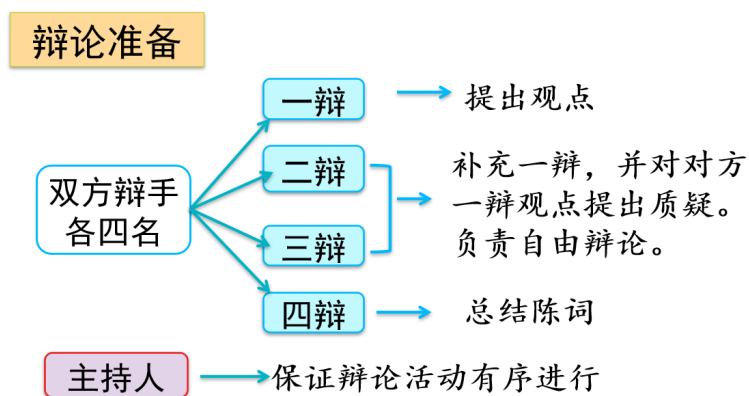 辩论准备
一辩
提出观点
双方辩手
各四名
二辩
三辩
补充一辩，并对对方
一辩观点提出质疑。
负责自由辩论。
四辩
总结陈词
主持人
保证辩论活动有序进行